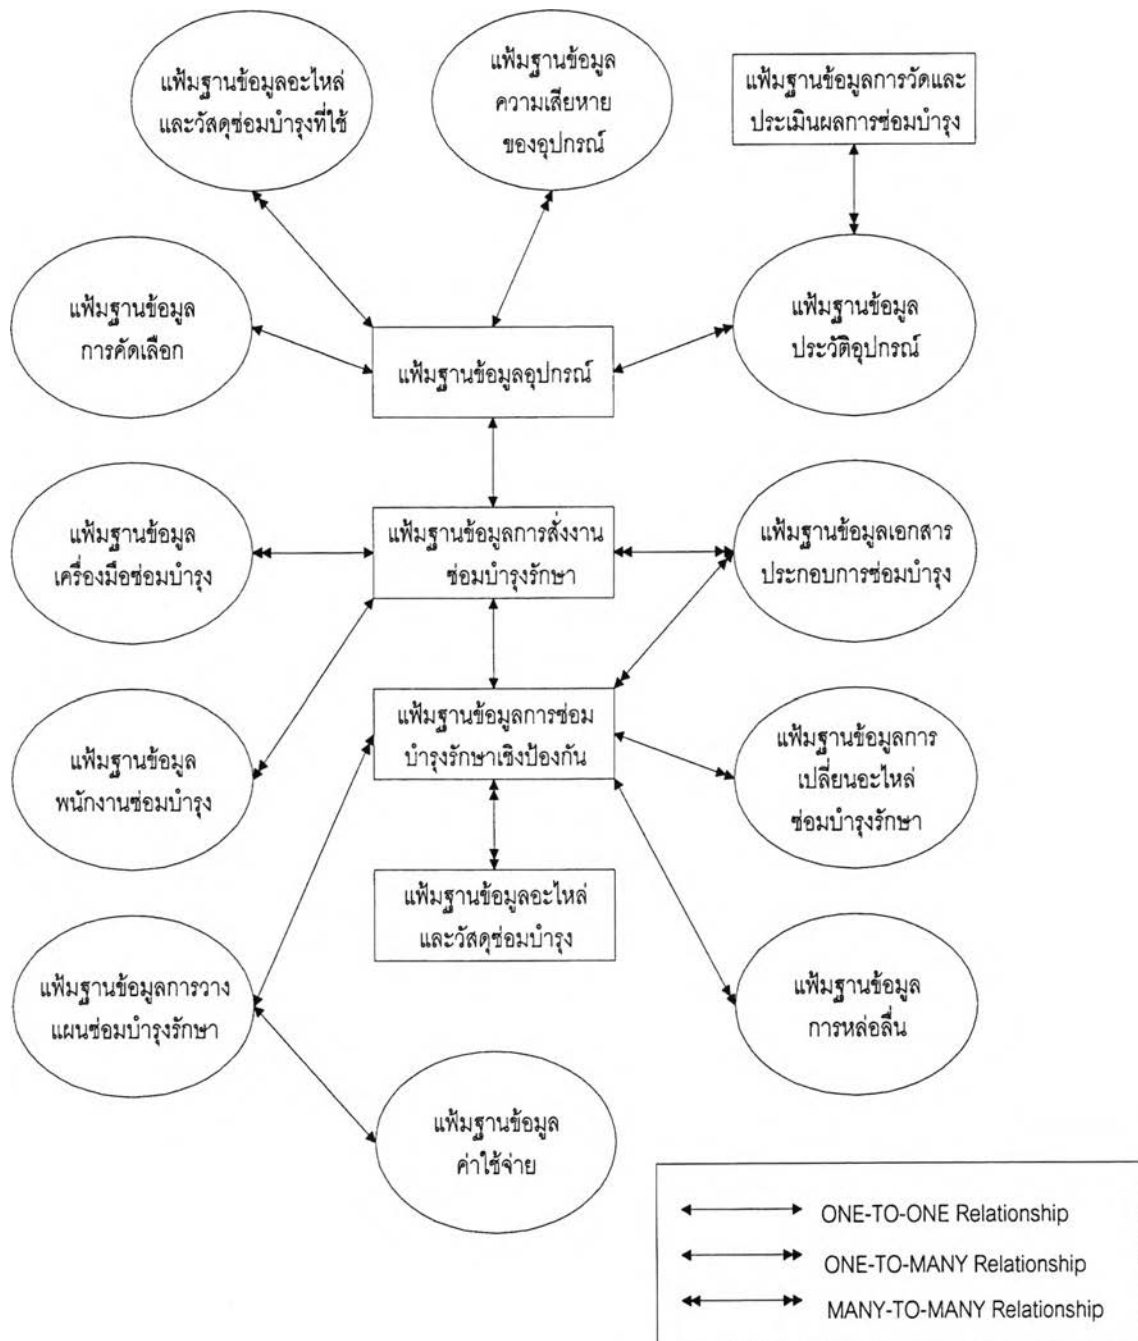 แฟ้มฐานข้อมูลอะไหล่
และวัสดุซ่อมบำรุงที่ใช้
แฟ้มฐานข้อมูล
ความเสียหาย
ของอุปกรณ์
แฟ้มฐานข้อมูลการวัดและ
ประเมินผลการซ่อมบำรุง
แฟ้มฐานข้อมูล
การคัดเลือก
แฟ้มฐานข้อมูลอุปกรณ์
แฟ้มฐานข้อมูล
ประวัติอุปกรณ์
แฟ้มฐานข้อมูล
เครื่องมือซ่อมบำรุง
แฟ้มฐานข้อมูลการสั่งงาน
ซ่อมบำรุงรักษา
แฟ้มฐานข้อมูลเอกสาร
ประกอบการซ่อมบำรุง
แฟ้มฐานข้อมูล
พนักงานซ่อมบำรุง
แฟ้มฐานข้อมูลการซ่อม
บำรุงรักษาเชิงป้องกัน
แฟ้มฐานข้อมูลการ
เปลี่ยนอะไหล่
ซ่อมบำรุงรักษา
แฟ้มฐานข้อมูลอะไหล่
และวัสดุซ่อมบำรุง
แฟ้มฐานข้อมูลการวาง
แผนซ่อมบำรุงรักษา
แฟ้มฐานข้อมูล
การหล่อลื่น
แฟ้มฐานข้อมูล
ค่าใช้จ่าย
ONE-TO-ONE Relationship
ONE-TO-MANY Relationship
MANY-TO-MANY Relationship